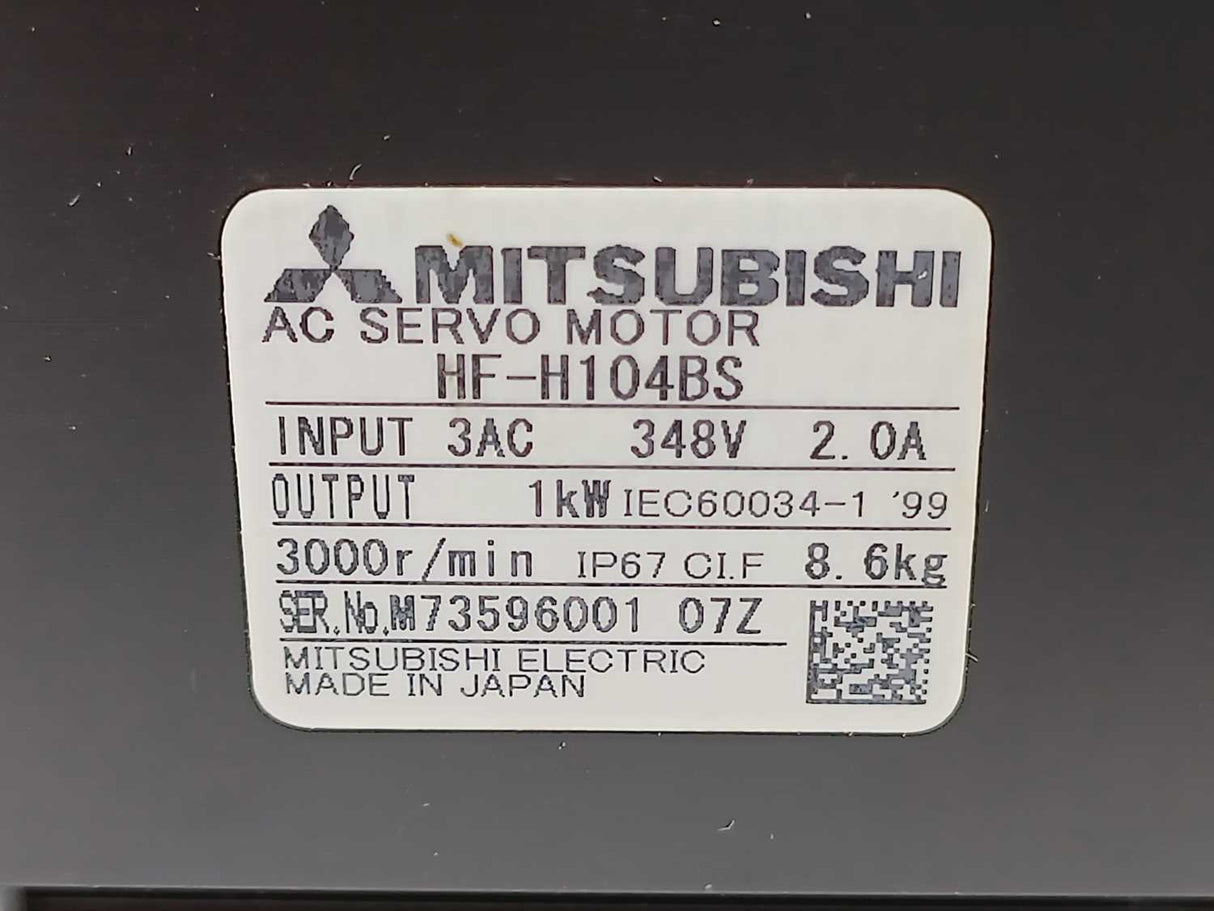 MITSUBISHI
AC SERVO MOTOR
HF-H104BS
INPUT 3AC 348V 2.0A
OUTPUT 1kW IEC60034-1 '99
3000r/min IP67 CI.F 8.6kg
SER.No.M73596001 07Z
MITSUBISHI ELECTRIC
MADE IN JAPAN